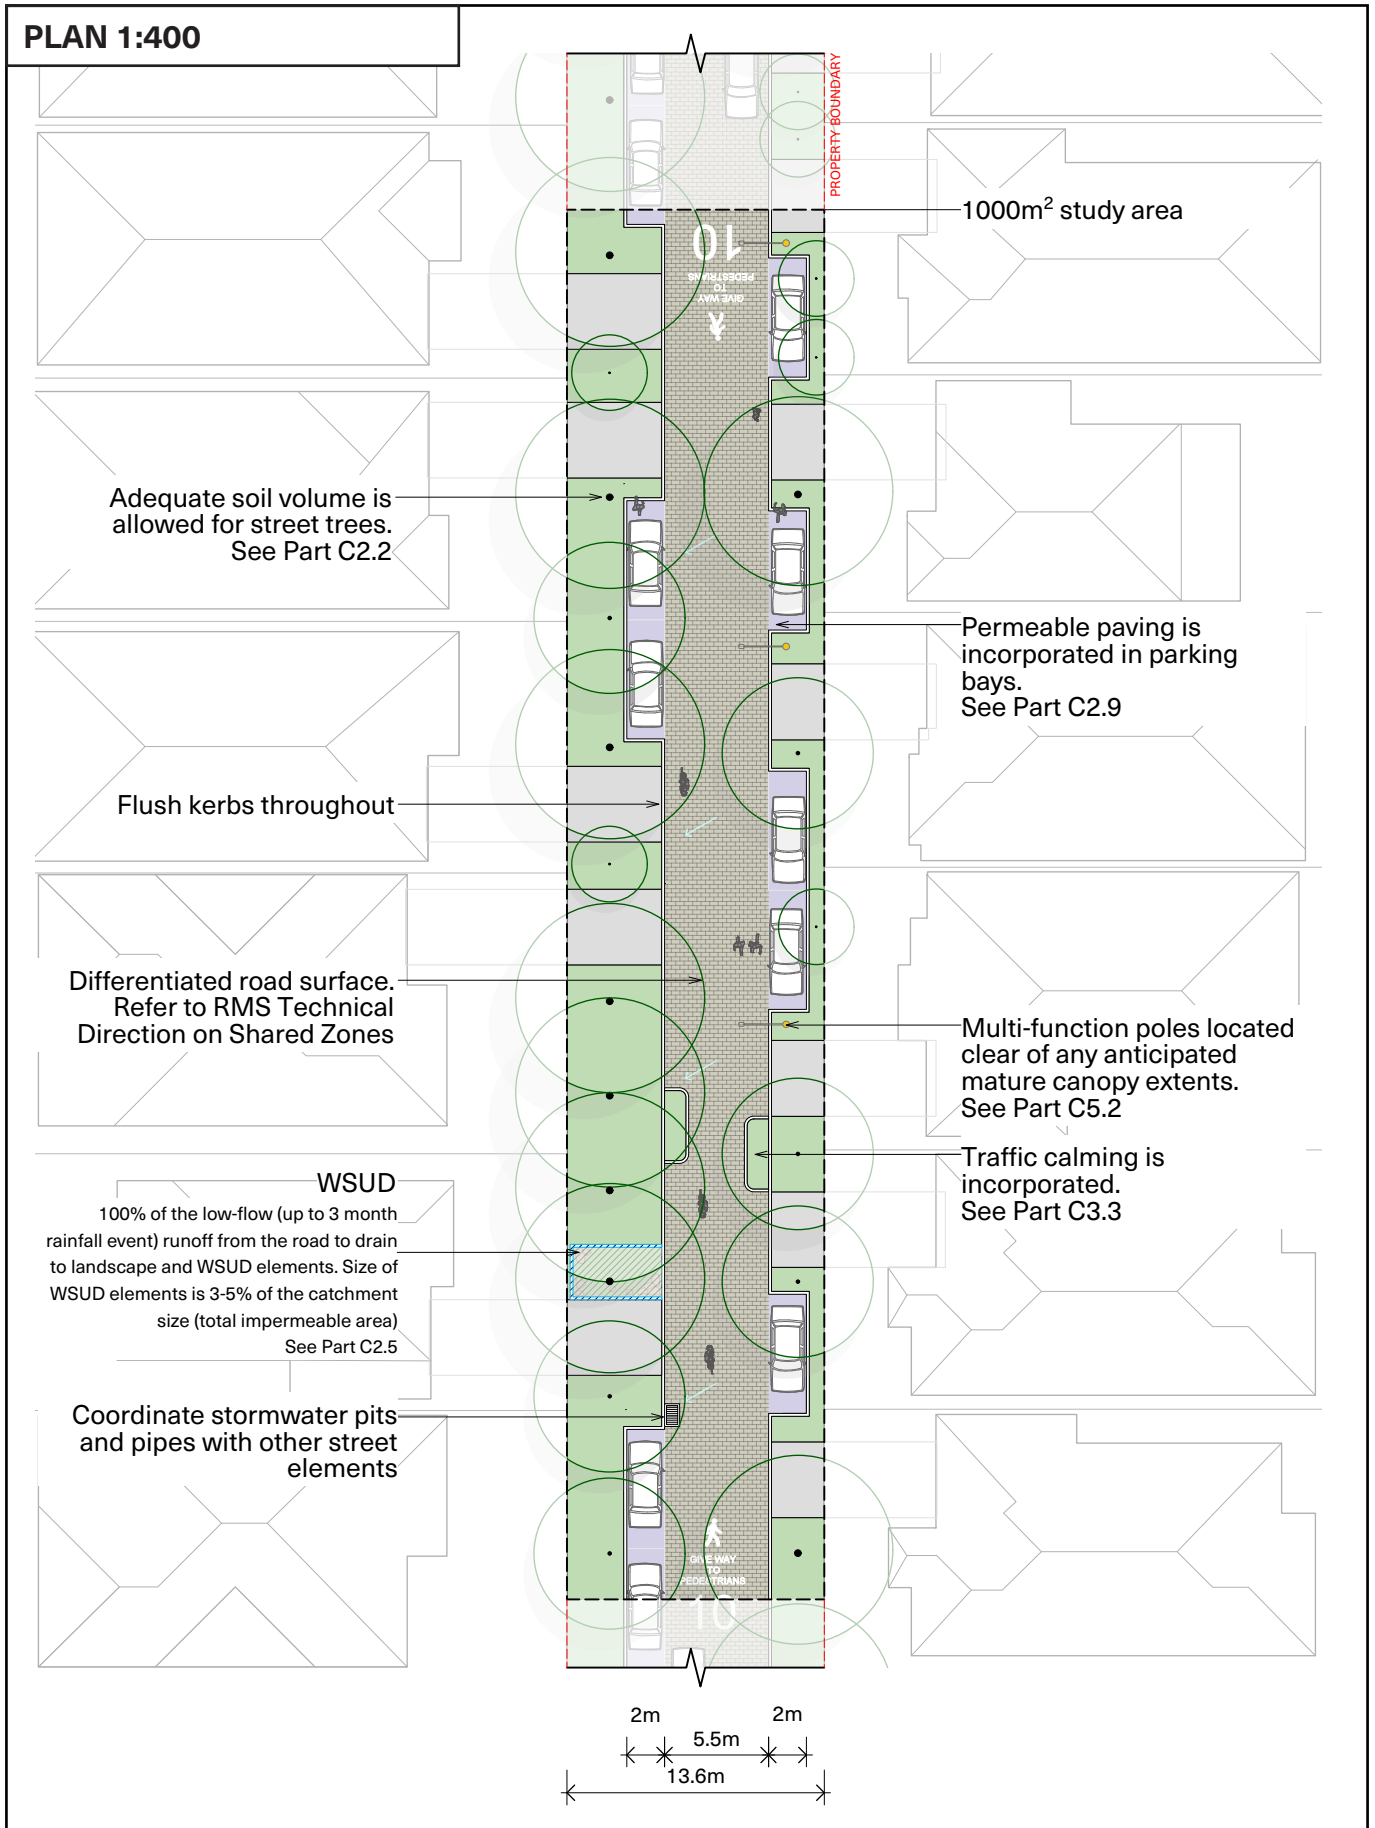 PLAN 1:400
PROPERTY BOUNDARY
1000m² study area
10
GIVE WAY
TO
PEDESTRIANS
Adequate soil volume is
allowed for street trees.
See Part C2.2
Permeable paving is
incorporated in parking
bays.
See Part C2.9
Flush kerbs throughout
Differentiated road surface.
Refer to RMS Technical
Direction on Shared Zones
Multi-function poles located
clear of any anticipated
mature canopy extents.
See Part C5.2
Traffic calming is
incorporated.
See Part C3.3
WSUD
100% of the low-flow (up to 3 month
rainfall event) runoff from the road to drain
to landscape and WSUD elements. Size of
WSUD elements is 3-5% of the catchment
size (total impermeable area)
See Part C2.5
Coordinate stormwater pits
and pipes with other street
elements
GIVE WAY
TO
PEDESTRIANS
10
2m
2m
5.5m
13.6m